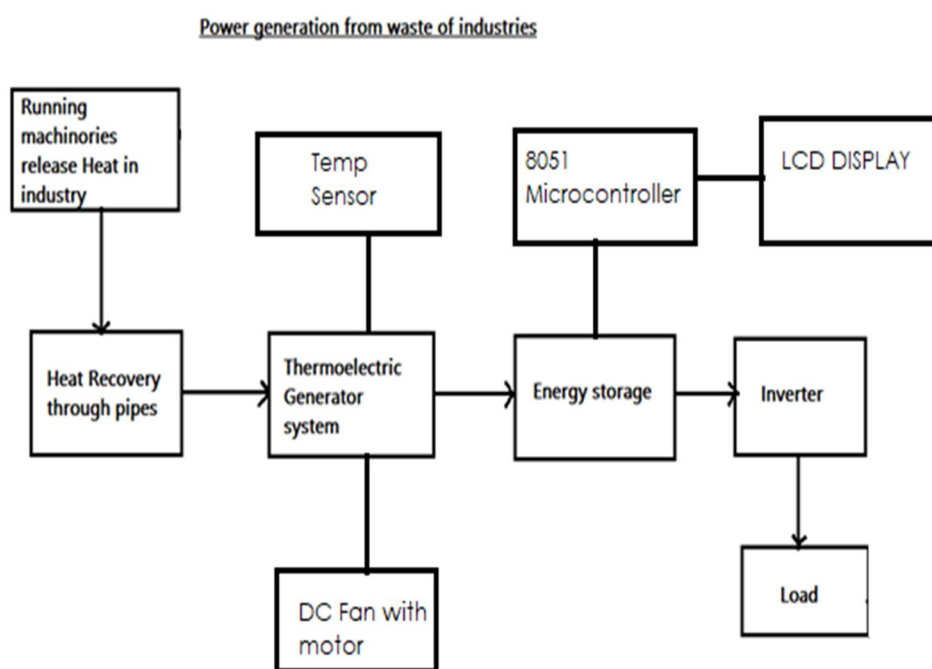 Power generation from waste of industries
Running
machinories
release Heat in
industry
Temp
Sensor
8051
Microcontroller
LCD DISPLAY
Heat Recovery
through pipes
Thermoelectric
Generator
system
Energy storage
Inverter
DC Fan with
motor
Load